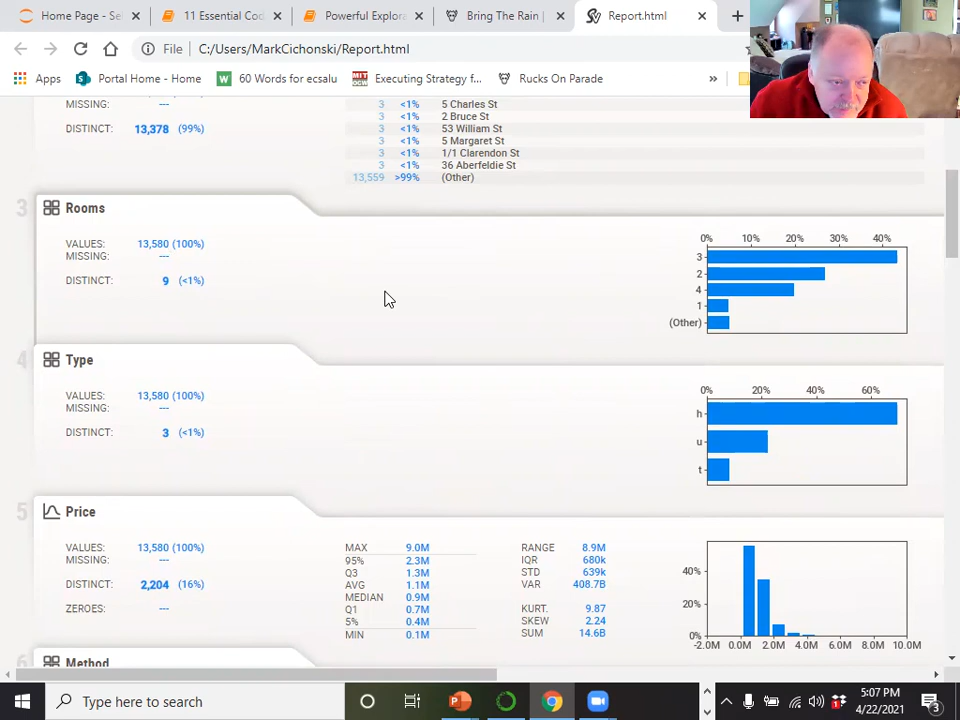 Home Page - Se
11 Essential Cod
Powerful Explora
Bring The Rain |
Report.html
File
C:/Users/MarkCichonski/Report.html
Apps
Portal Home - Home
60 Words for ecsalu
Executing Strategy f...
Rucks On Parade
»
MISSING: ---
DISTINCT: 13,378 (99%)
3 <1% 5 Charles St
3 <1% 2 Bruce St
3 <1% 53 William St
3 <1% 5 Margaret St
3 <1% 1/1 Clarendon St
3 <1% 36 Aberfeldie St
13,559 >99% (Other)
3 Rooms
VALUES: 13,580 (100%)
MISSING: ---
DISTINCT: 9 (<1%)
0% 10% 20% 30% 40%
3
2
4
1
(Other)
4 Type
VALUES: 13,580 (100%)
MISSING: ---
DISTINCT: 3 (<1%)
0% 20% 40% 60%
h
u
t
5 Price
VALUES: 13,580 (100%)
MISSING: ---
DISTINCT: 2,204 (16%)
ZEROES: ---
MAX 9.0M
95% 2.3M
Q3 1.3M
AVG 1.1M
MEDIAN 0.9M
Q1 0.7M
5% 0.4M
MIN 0.1M
RANGE 8.9M
IQR 680k
STD 639k
VAR 408.7B
KURT. 9.87
SKEW 2.24
SUM 14.6B
40%
20%
0%
-2.0M 0.0M 2.0M 4.0M 6.0M 8.0M 10.0M
6 Method
Type here to search
5:07 PM
4/22/2021
3